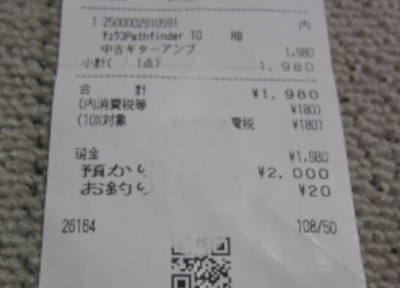 1 2500002910591 内
ﾁｭｳｺPathfinder 10 RB
中古ギターアンプ 1,980
小計( 1点) 1,980
合 計 ¥1,980
(内消費税等 ¥180)
(10%対象 費税 ¥180)
現金 ¥1,980
預かり ¥2,000
お釣り ¥20
26164 108/50